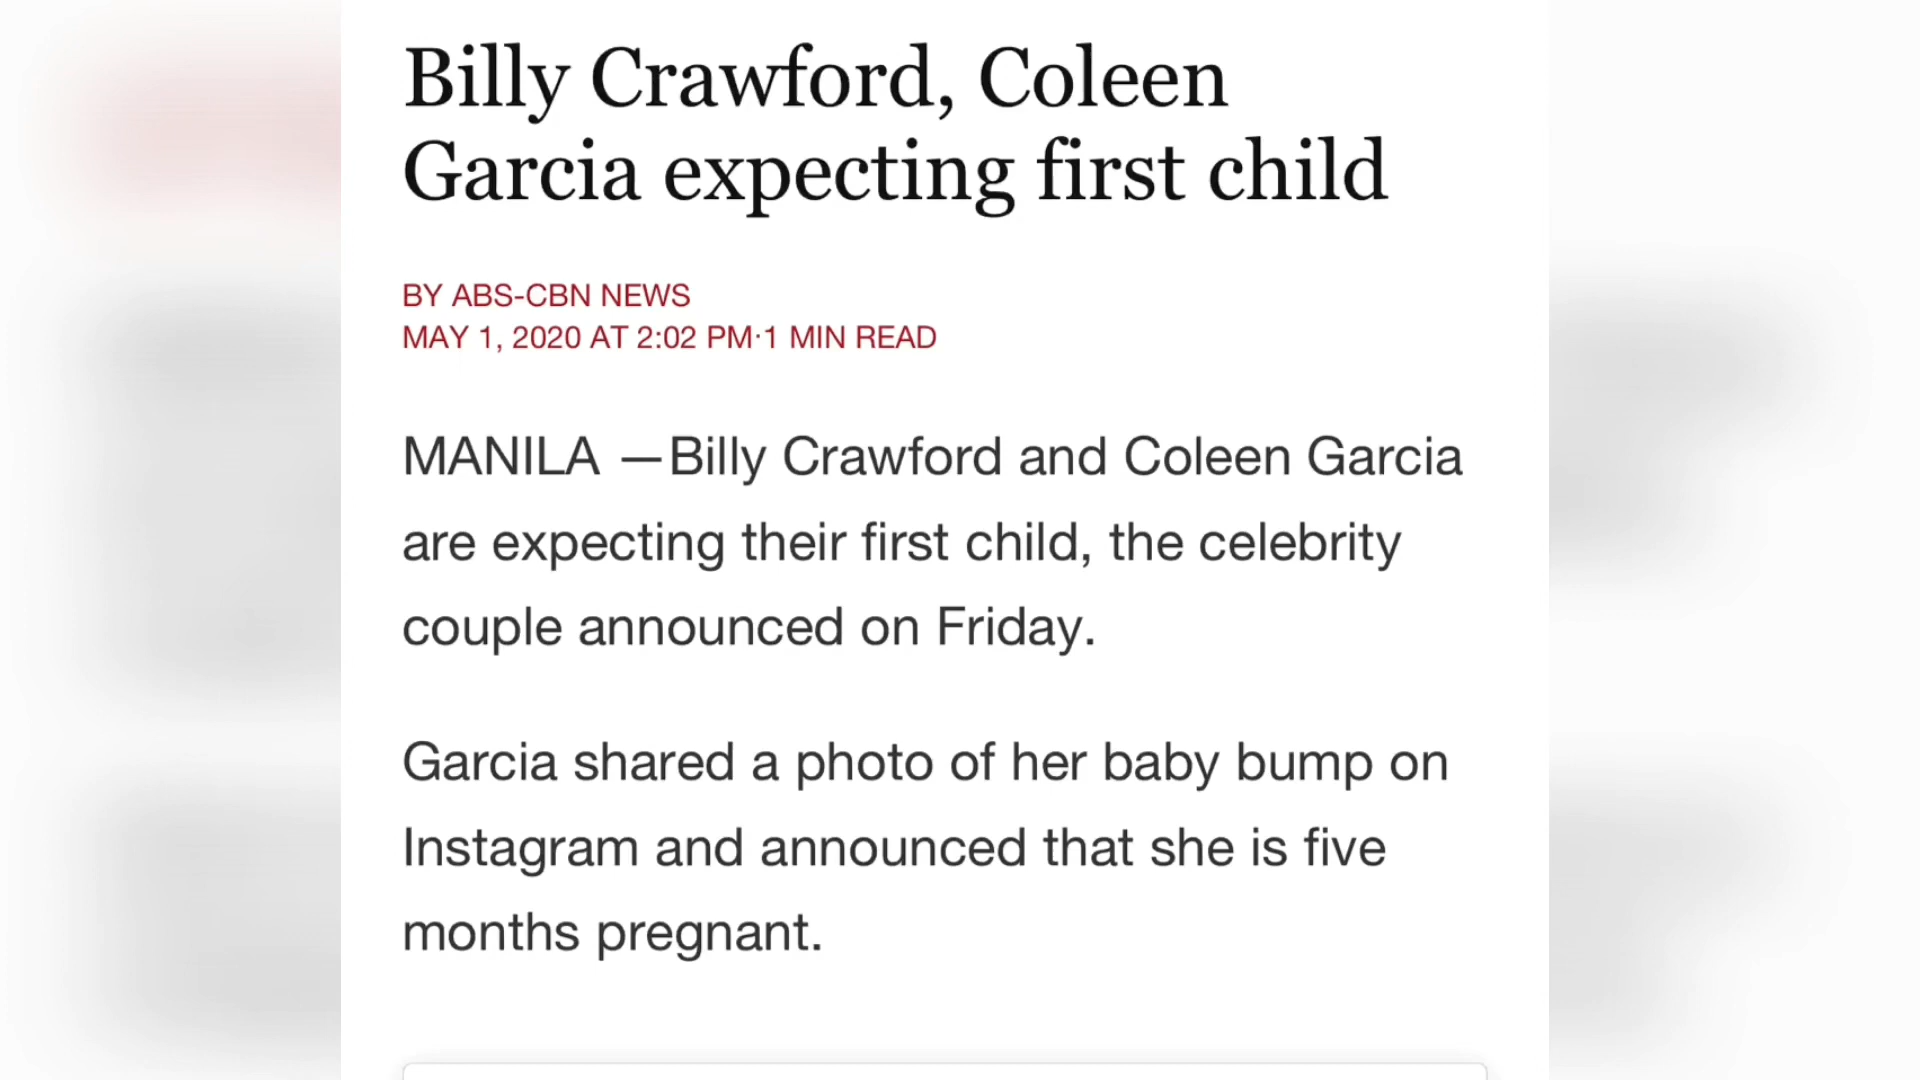 Billy Crawford, Coleen
Garcia expecting first child
BY ABS-CBN NEWS
MAY 1, 2020 AT 2:02 PM·1 MIN READ
MANILA —Billy Crawford and Coleen Garcia
are expecting their first child, the celebrity
couple announced on Friday.
Garcia shared a photo of her baby bump on
Instagram and announced that she is five
months pregnant.